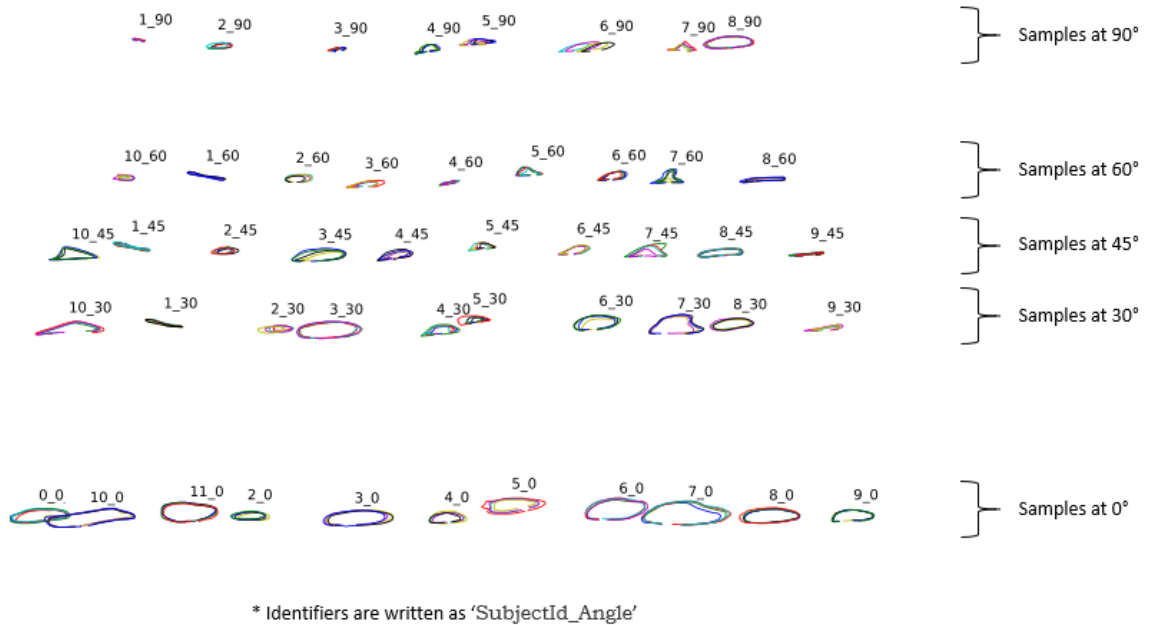 1_90 2_90 3_90 4_90 5_90 6_90 7_90 8_90 Samples at 90°
10_60 1_60 2_60 3_60 4_60 5_60 6_60 7_60 8_60 Samples at 60°
10_45 1_45 2_45 3_45 4_45 5_45 6_45 7_45 8_45 9_45 Samples at 45°
10_30 1_30 2_30 3_30 4_30 5_30 6_30 7_30 8_30 9_30 Samples at 30°
0_0 10_0 11_0 2_0 3_0 4_0 5_0 6_0 7_0 8_0 9_0 Samples at 0°
* Identifiers are written as ‘SubjectId_Angle’